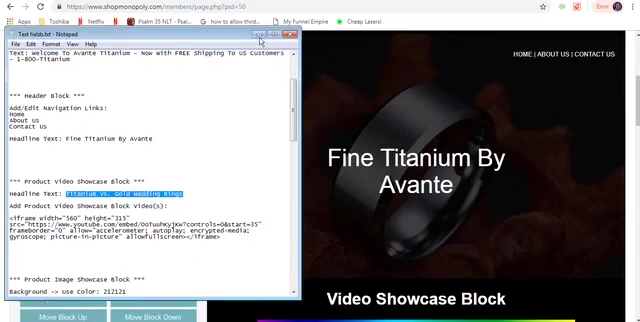 https://www.shopmonopoly.com/members/page.php?pid=50
Apps
Toshiba
Netflix
Psalm 35 NLT - O Lo
how to allow third...
My Funnel Empire
Cheap Lasers!
Error
Text fields.txt - Notepad
File Edit Format View Help
Text: Welcome To Avante Titanium - Now With FREE Shipping To US Customers
- 1-800-Titanium
*** Header Block ***
Add/Edit Navigation Links:
Home
About Us
Contact Us
Headline Text: Fine Titanium By Avante
*** Product Video Showcase Block ***
Headline Text: Titanium Vs. Gold Wedding Rings
Add Product Video Showcase Block Video(s):
<iframe width="560" height="315"
src="https://www.youtube.com/embed/OoTuuhKyjKw?controls=0&start=35"
frameborder="0" allow="accelerometer; autoplay; encrypted-media;
gyroscope; picture-in-picture" allowfullscreen></iframe>
*** Product Image Showcase Block ***
Background -> Use Color: 212121
Move Block Up
Move Block Down
HOME | ABOUT US | CONTACT US
Fine Titanium By
Avante
Video Showcase Block